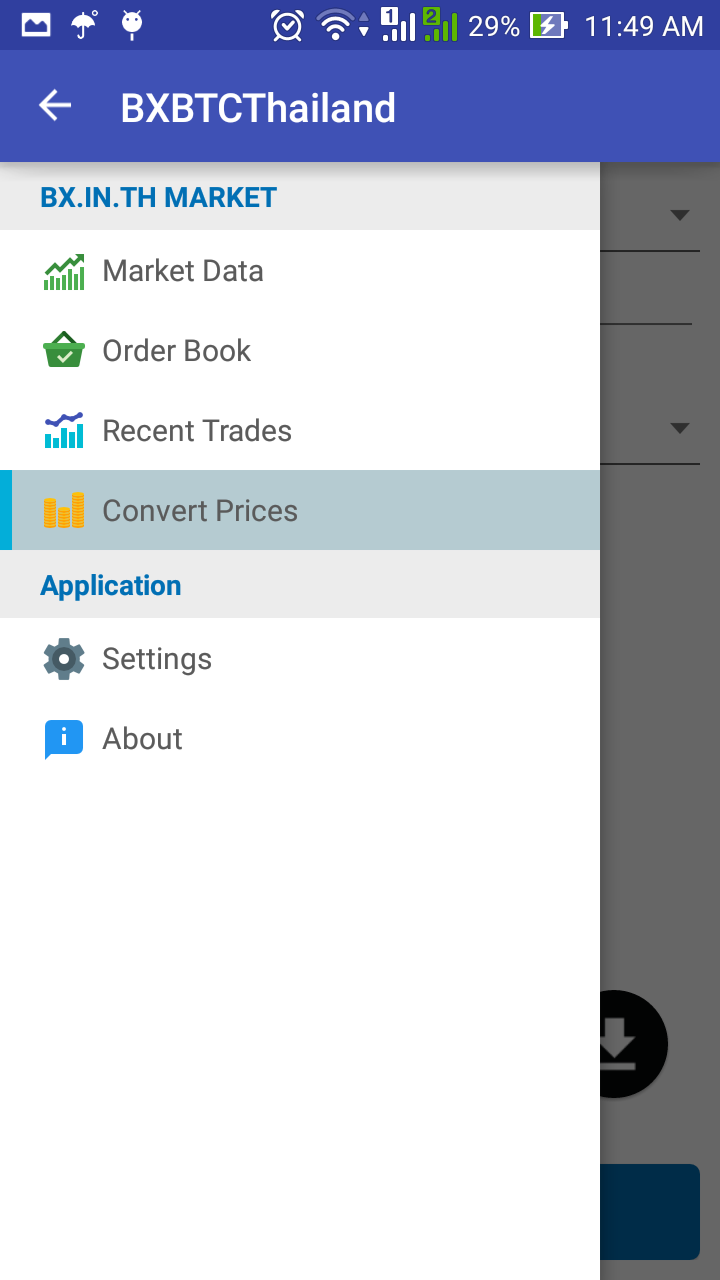 1 2 29% 11:49 AM
BXBTCThailand
BX.IN.TH MARKET
Market Data
Order Book
Recent Trades
Convert Prices
Application
Settings
About